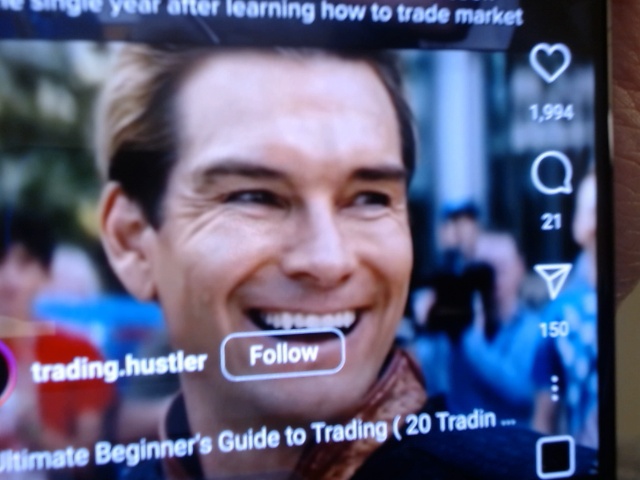 single year after learning how to trade market
1,994
21
150
trading.hustler
Follow
Ultimate Beginner's Guide to Trading ( 20 Tradin ...